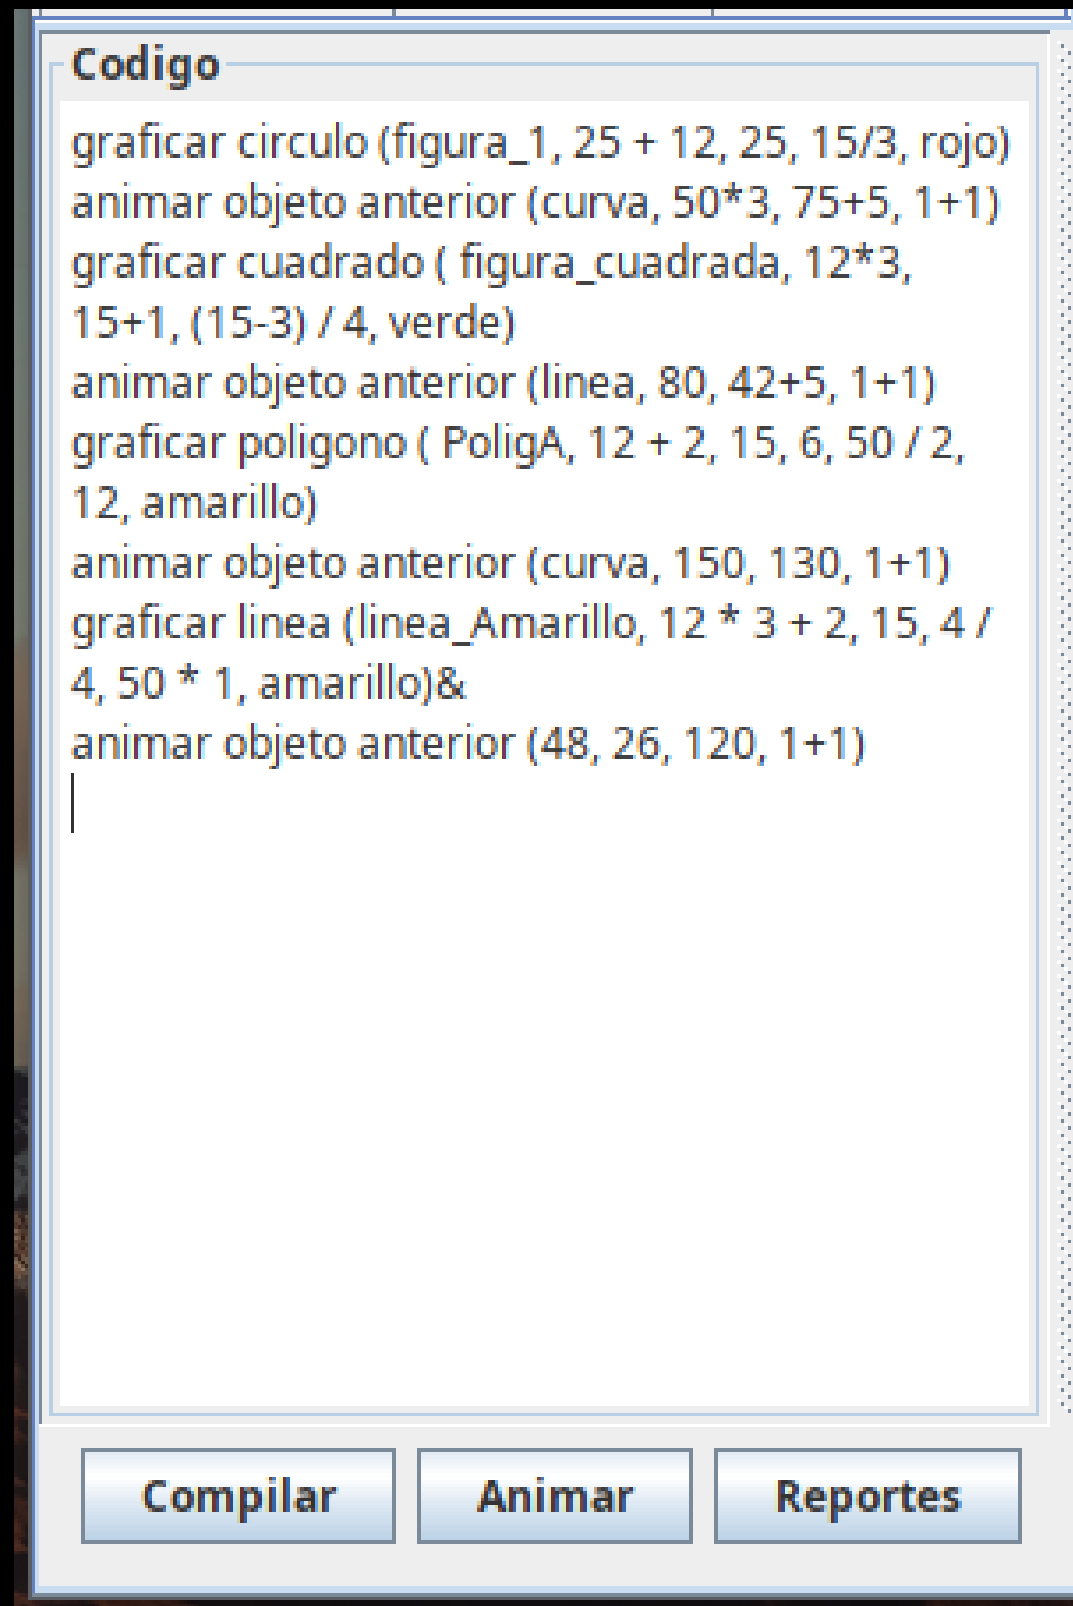 Codigo
graficar circulo (figura_1, 25 + 12, 25, 15/3, rojo)
animar objeto anterior (curva, 50*3, 75+5, 1+1)
graficar cuadrado ( figura_cuadrada, 12*3,
15+1, (15-3) / 4, verde)
animar objeto anterior (linea, 80, 42+5, 1+1)
graficar poligono ( PoligA, 12 + 2, 15, 6, 50 / 2,
12, amarillo)
animar objeto anterior (curva, 150, 130, 1+1)
graficar linea (linea_Amarillo, 12 * 3 + 2, 15, 4 /
4, 50 * 1, amarillo)&
animar objeto anterior (48, 26, 120, 1+1)
Compilar Animar Reportes